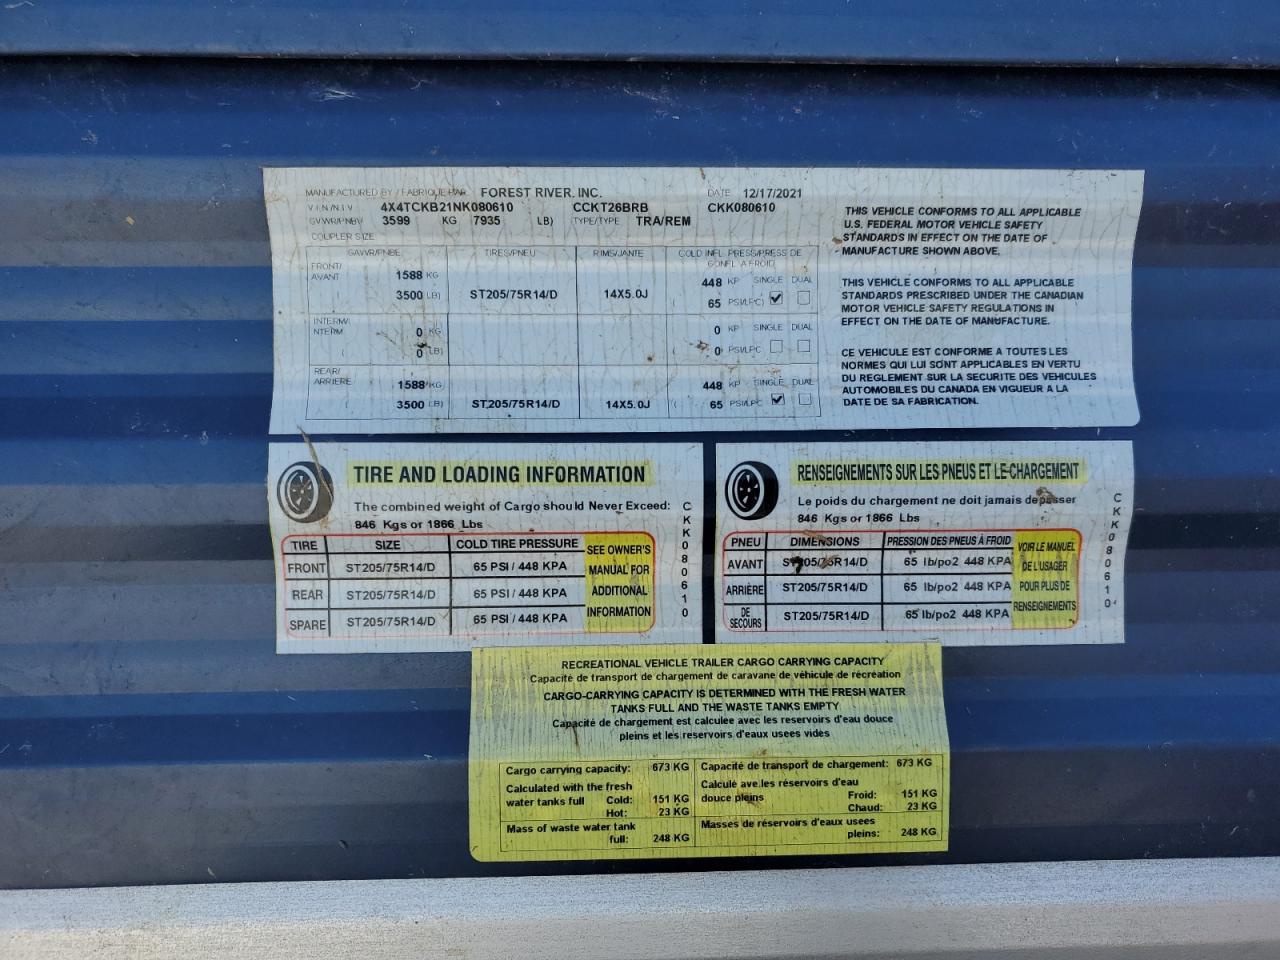 MANUFACTURED BY / FABRIQUE PAR FOREST RIVER, INC. DATE 12/17/2021
V.I.N./N.I.V. 4X4TCKB21NK080610 CCKT26BRB CKK080610
GVWR/PNBV 3599 KG 7935 LB) TYPE/TYPE TRA/REM
COUPLER SIZE
GAWR/PNBE TIRES/PNEU RIMS/JANTE COLD INFL. PRESS/PRESS DE
GONFL A FROID
FRONT/
AVANT 1588 KG 448 KP SINGLE DUAL
( 3500 LB) ST205/75R14/D 14X5.0J ( 65 PSI/LPC)
INTERM/
INTERM 0 KG 0 KP SINGLE DUAL
( 0 LB) ( 0 PSI/LPC
REAR/
ARRIERE 1588 KG 448 KP SINGLE DUAL
( 3500 LB) ST205/75R14/D 14X5.0J ( 65 PSI/LPC
THIS VEHICLE CONFORMS TO ALL APPLICABLE
U.S. FEDERAL MOTOR VEHICLE SAFETY
STANDARDS IN EFFECT ON THE DATE OF
MANUFACTURE SHOWN ABOVE.
THIS VEHICLE CONFORMS TO ALL APPLICABLE
STANDARDS PRESCRIBED UNDER THE CANADIAN
MOTOR VEHICLE SAFETY REGULATIONS IN
EFFECT ON THE DATE OF MANUFACTURE.
CE VEHICULE EST CONFORME A TOUTES LES
NORMES QUI LUI SONT APPLICABLES EN VERTU
DU REGLEMENT SUR LA SECURITE DES VEHICULES
AUTOMOBILES DU CANADA EN VIGUEUR A LA
DATE DE SA FABRICATION.
TIRE AND LOADING INFORMATION
The combined weight of Cargo should Never Exceed:
846 Kgs or 1866 Lbs
TIRE SIZE COLD TIRE PRESSURE
FRONT ST205/75R14/D 65 PSI / 448 KPA
REAR ST205/75R14/D 65 PSI / 448 KPA
SPARE ST205/75R14/D 65 PSI / 448 KPA
SEE OWNER'S
MANUAL FOR
ADDITIONAL
INFORMATION
CKK080610
RENSEIGNEMENTS SUR LES PNEUS ET LE CHARGEMENT
Le poids du chargement ne doit jamais depasser
846 Kgs or 1866 Lbs
PNEU DIMENSIONS PRESSION DES PNEUS À FROID
AVANT ST205/75R14/D 65 lb/po2 448 KPA
ARRIÈRE ST205/75R14/D 65 lb/po2 448 KPA
DE
SECOURS ST205/75R14/D 65 lb/po2 448 KPA
VOIR LE MANUEL
DE L'USAGER
POUR PLUS DE
RENSEIGNEMENTS
CKK080610
RECREATIONAL VEHICLE TRAILER CARGO CARRYING CAPACITY
Capacité de transport de chargement de caravane de véhicule de récréation
CARGO-CARRYING CAPACITY IS DETERMINED WITH THE FRESH WATER
TANKS FULL AND THE WASTE TANKS EMPTY
Capacité de chargement est calculee avec les reservoirs d'eau douce
pleins et les reservoirs d'eaux usees vides
Cargo carrying capacity: 673 KG
Calculated with the fresh
water tanks full Cold: 151 KG
Hot: 23 KG
Mass of waste water tank
full: 248 KG
Capacité de transport de chargement: 673 KG
Calculé ave.les réservoirs d'eau
douce pleins Froid: 151 KG
Chaud: 23 KG
Masses de réservoirs d'eaux usees
pleins: 248 KG